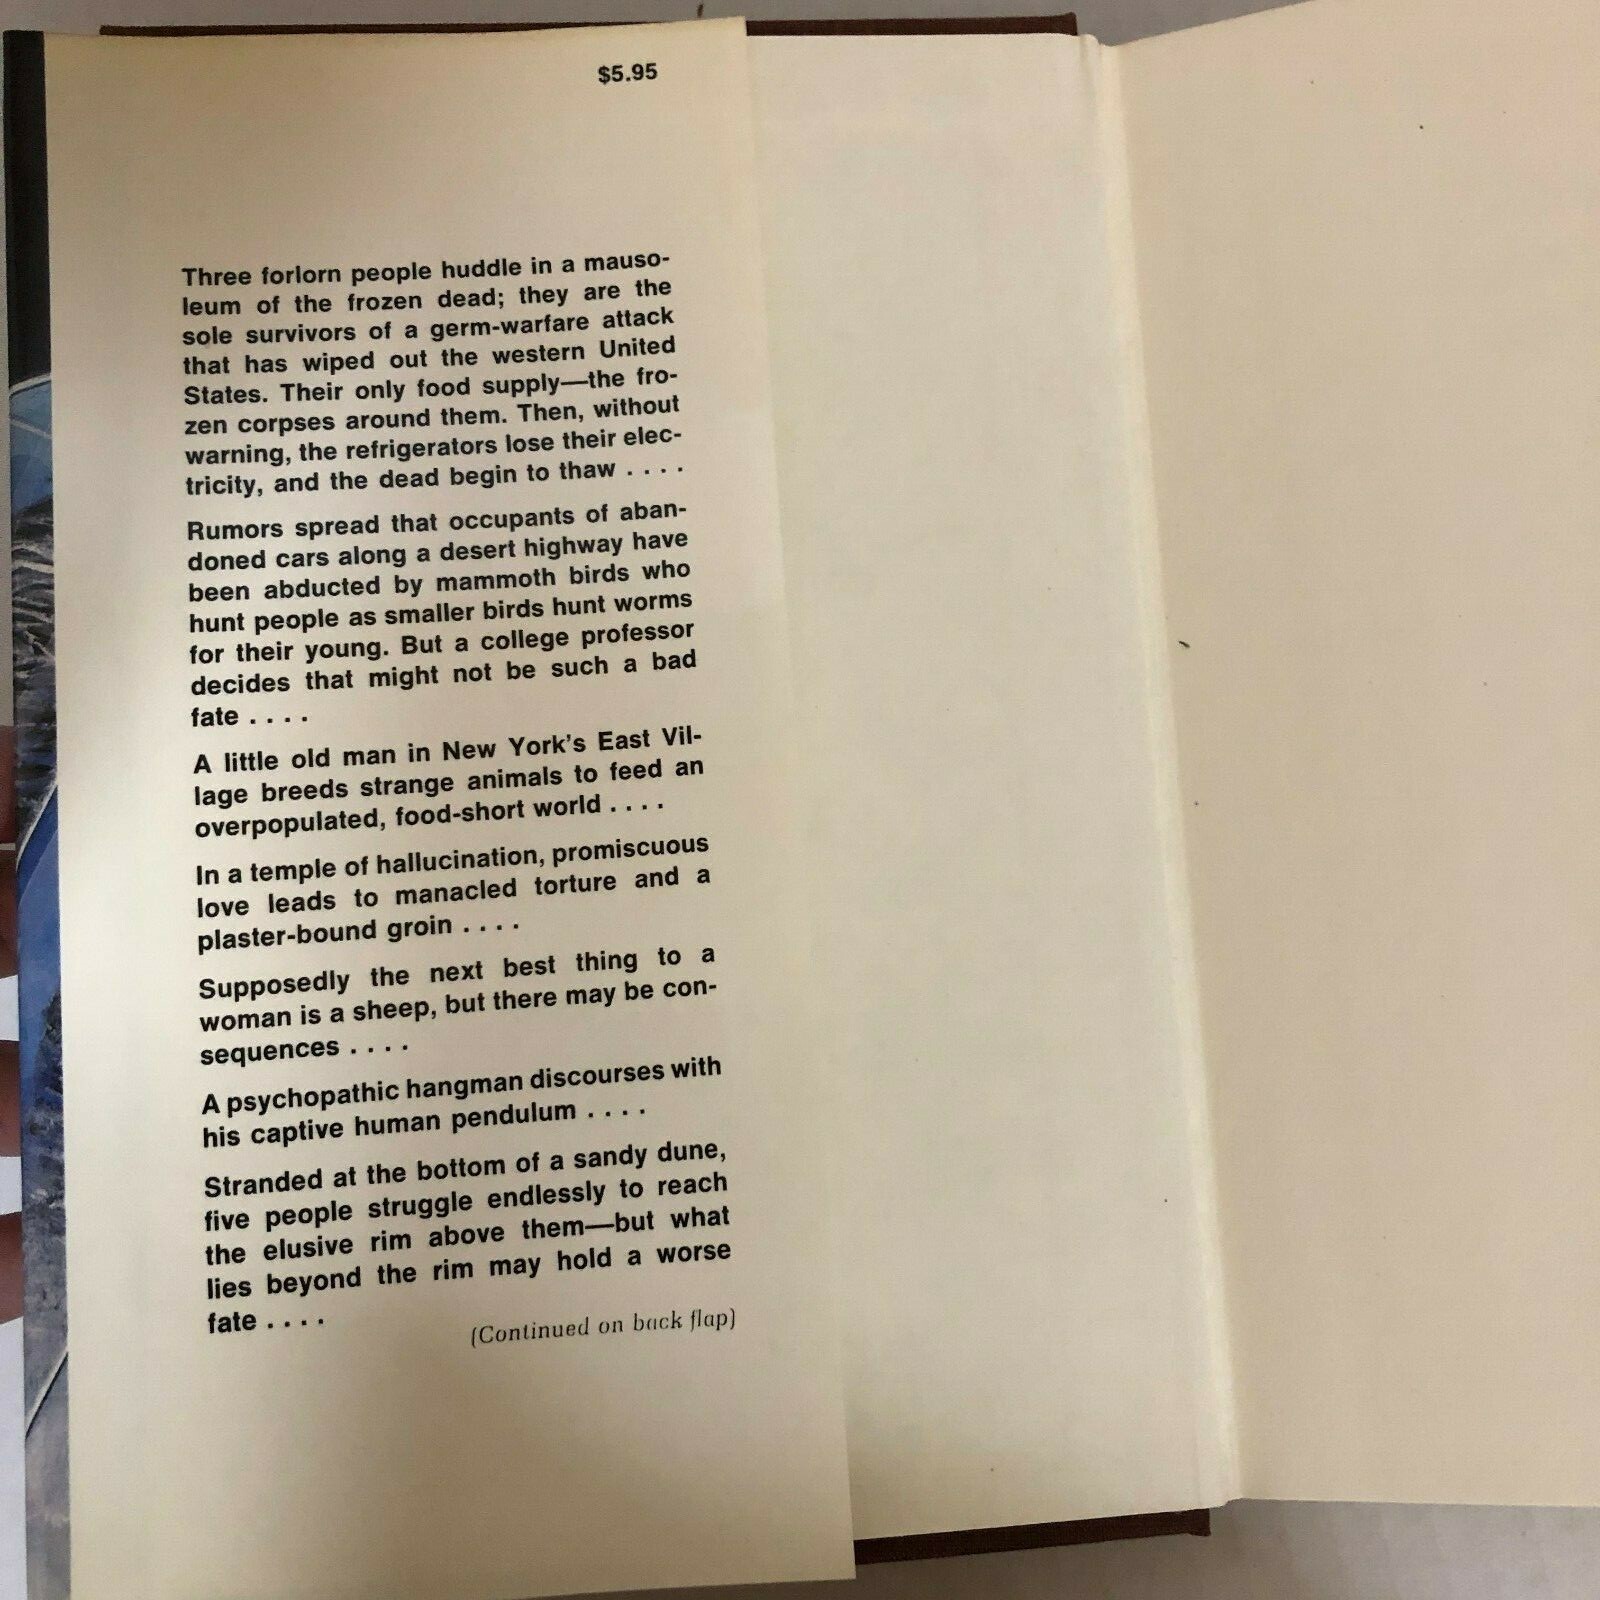 $5.95
Three forlorn people huddle in a mauso-
leum of the frozen dead; they are the
sole survivors of a germ-warfare attack
that has wiped out the western United
States. Their only food supply—the fro-
zen corpses around them. Then, without
warning, the refrigerators lose their elec-
tricity, and the dead begin to thaw . . . .
Rumors spread that occupants of aban-
doned cars along a desert highway have
been abducted by mammoth birds who
hunt people as smaller birds hunt worms
for their young. But a college professor
decides that might not be such a bad
fate . . . .
A little old man in New York's East Vil-
lage breeds strange animals to feed an
overpopulated, food-short world . . . .
In a temple of hallucination, promiscuous
love leads to manacled torture and a
plaster-bound groin . . . .
Supposedly the next best thing to a
woman is a sheep, but there may be con-
sequences . . . .
A psychopathic hangman discourses with
his captive human pendulum . . . .
Stranded at the bottom of a sandy dune,
five people struggle endlessly to reach
the elusive rim above them—but what
lies beyond the rim may hold a worse
fate . . . .
(Continued on back flap)